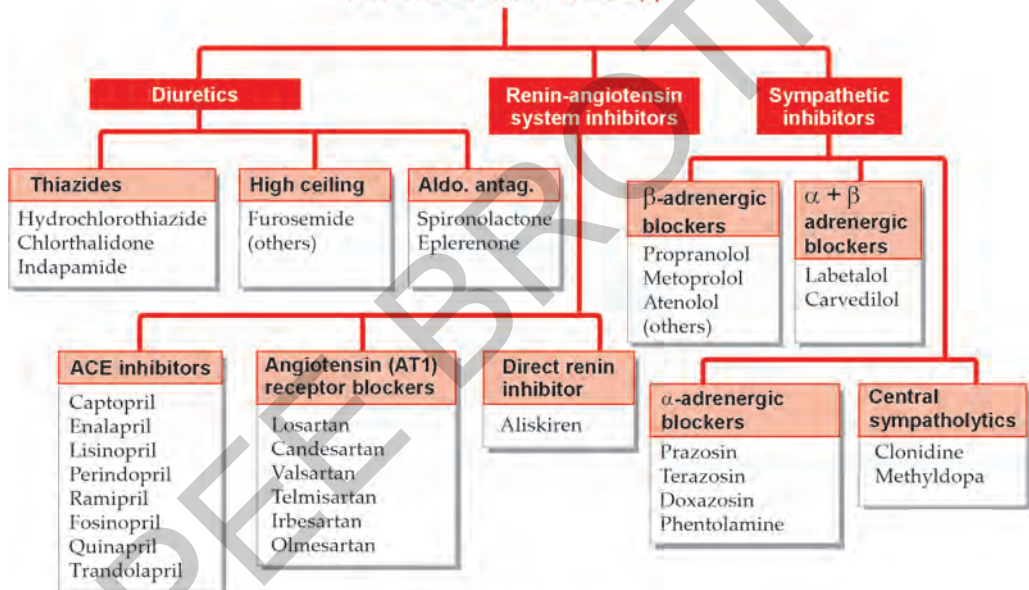 Diuretics
Renin-angiotensin
system inhibitors
Sympathetic
inhibitors
Thiazides
Hydrochlorothiazide
Chlorthalidone
Indapamide
High ceiling
Furosemide
(others)
Aldo. antag.
Spironolactone
Eplerenone
β-adrenergic
blockers
Propranolol
Metoprolol
Atenolol
(others)
α + β
adrenergic
blockers
Labetalol
Carvedilol
ACE inhibitors
Captopril
Enalapril
Lisinopril
Perindopril
Ramipril
Fosinopril
Quinapril
Trandolapril
Angiotensin (AT1)
receptor blockers
Losartan
Candesartan
Valsartan
Telmisartan
Irbesartan
Olmesartan
Direct renin
inhibitor
Aliskiren
α-adrenergic
blockers
Prazosin
Terazosin
Doxazosin
Phentolamine
Central
sympatholytics
Clonidine
Methyldopa